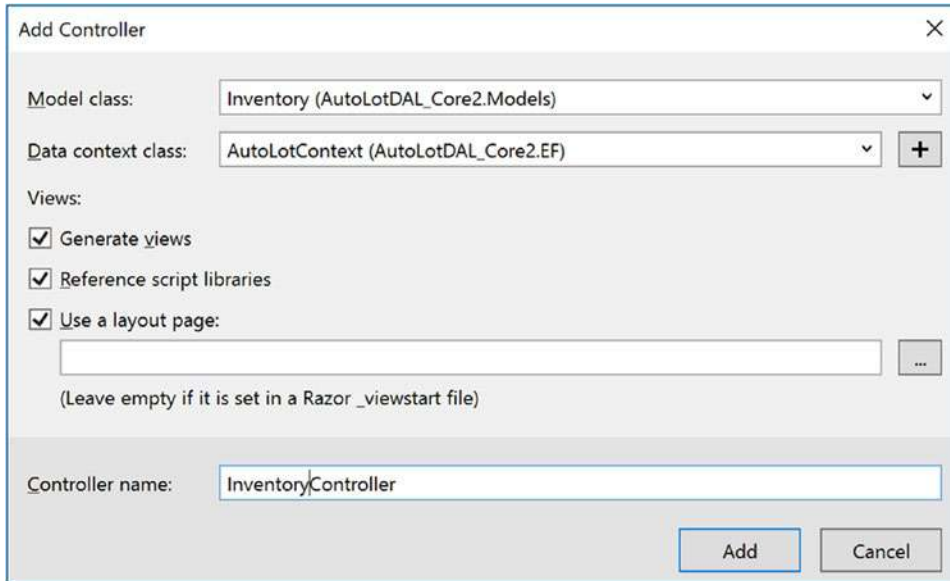 Add Controller
Model class: Inventory (AutoLotDAL_Core2.Models)
Data context class: AutoLotContext (AutoLotDAL_Core2.EF) +
Views:
Generate views
Reference script libraries
Use a layout page:
...
(Leave empty if it is set in a Razor _viewstart file)
Controller name: InventoryController
Add Cancel